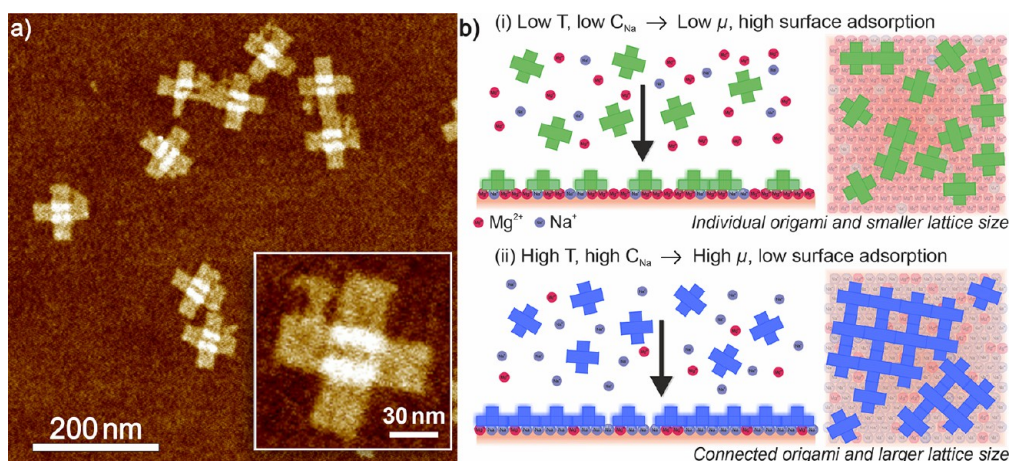 a)
200 nm
30 nm
b)
(i) Low T, low C_Na → Low μ, high surface adsorption
Mg²⁺ Na⁺
Individual origami and smaller lattice size
(ii) High T, high C_Na → High μ, low surface adsorption
Connected origami and larger lattice size